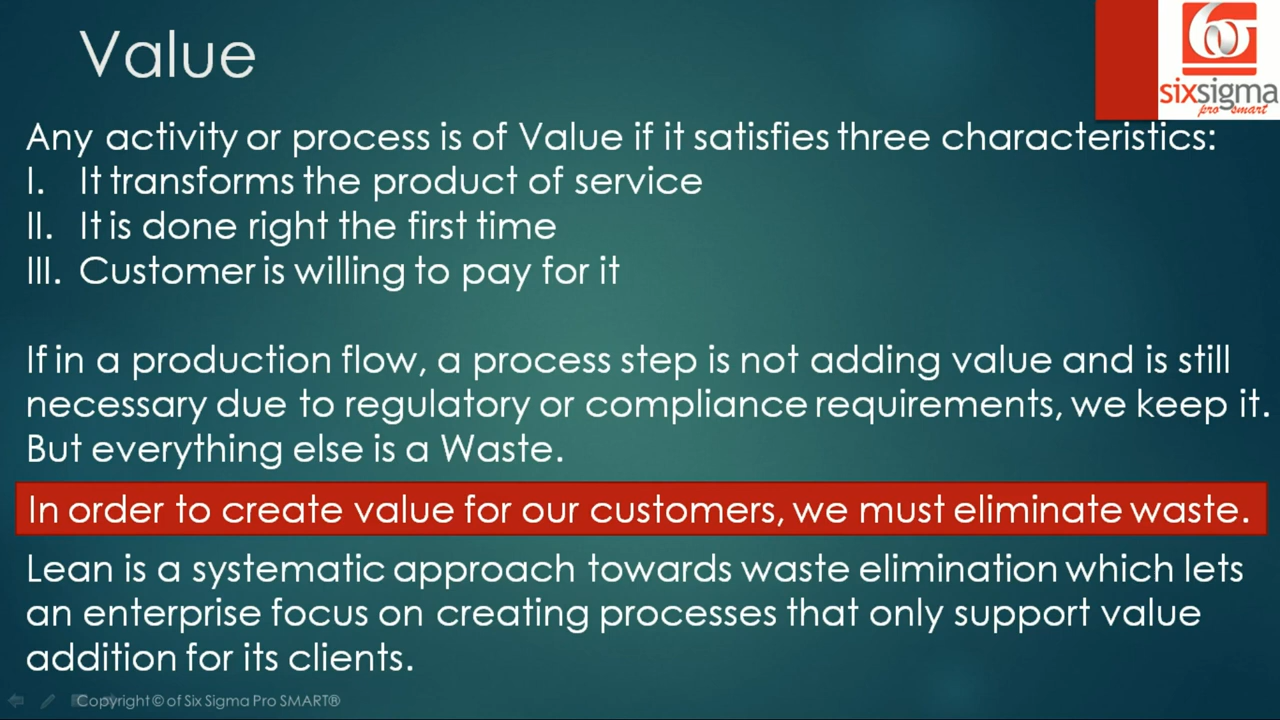 Value
6σ
sixsigma
pro smart
Any activity or process is of Value if it satisfies three characteristics:
I. It transforms the product of service
II. It is done right the first time
III. Customer is willing to pay for it
If in a production flow, a process step is not adding value and is still
necessary due to regulatory or compliance requirements, we keep it.
But everything else is a Waste.
In order to create value for our customers, we must eliminate waste.
Lean is a systematic approach towards waste elimination which lets
an enterprise focus on creating processes that only support value
addition for its clients.
Copyright © of Six Sigma Pro SMART®